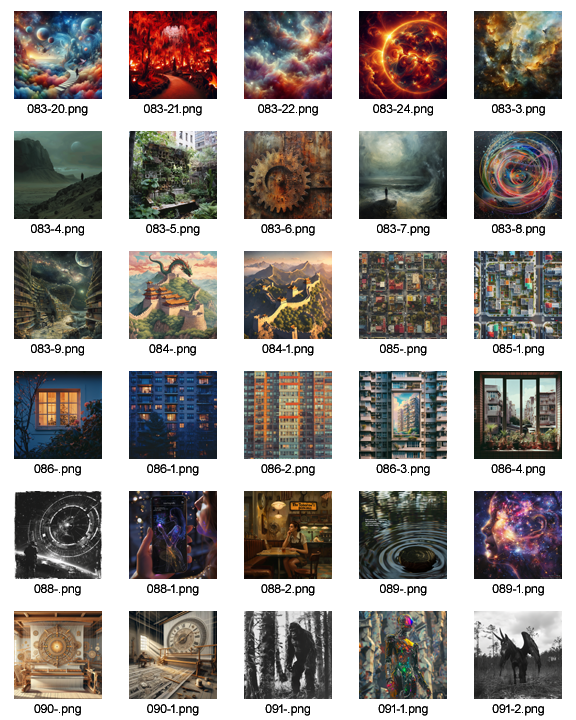 083-20.png 083-21.png 083-22.png 083-24.png 083-3.png
083-4.png 083-5.png 083-6.png 083-7.png 083-8.png
083-9.png 084-.png 084-1.png 085-.png 085-1.png
086-.png 086-1.png 086-2.png 086-3.png 086-4.png
088-.png 088-1.png 088-2.png 089-.png 089-1.png
090-.png 090-1.png 091-.png 091-1.png 091-2.png